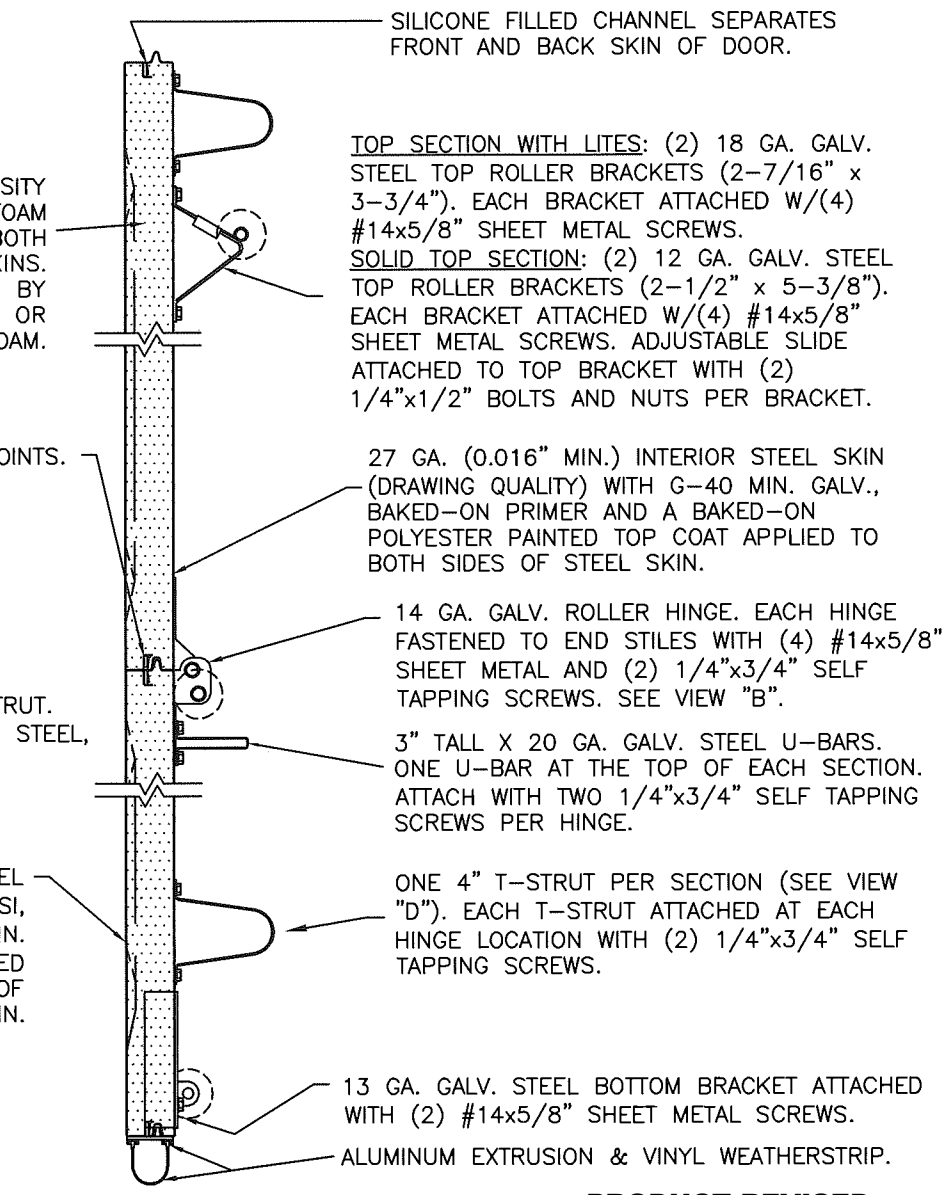 SILICONE FILLED CHANNEL SEPARATES
FRONT AND BACK SKIN OF DOOR.
TOP SECTION WITH LITES: (2) 18 GA. GALV.
STEEL TOP ROLLER BRACKETS (2-7/16" x
3-3/4"). EACH BRACKET ATTACHED W/(4)
#14x5/8" SHEET METAL SCREWS.
SOLID TOP SECTION: (2) 12 GA. GALV. STEEL
TOP ROLLER BRACKETS (2-1/2" x 5-3/8").
EACH BRACKET ATTACHED W/(4) #14x5/8"
SHEET METAL SCREWS. ADJUSTABLE SLIDE
ATTACHED TO TOP BRACKET WITH (2)
1/4"x1/2" BOLTS AND NUTS PER BRACKET.
SITY
OAM
BOTH
KINS.
BY
OR
OAM.
OINTS.
27 GA. (0.016" MIN.) INTERIOR STEEL SKIN
(DRAWING QUALITY) WITH G-40 MIN. GALV.,
BAKED-ON PRIMER AND A BAKED-ON
POLYESTER PAINTED TOP COAT APPLIED TO
BOTH SIDES OF STEEL SKIN.
14 GA. GALV. ROLLER HINGE. EACH HINGE
FASTENED TO END STILES WITH (4) #14x5/8"
SHEET METAL AND (2) 1/4"x3/4" SELF
TAPPING SCREWS. SEE VIEW "B".
TRUT.
STEEL,
3" TALL X 20 GA. GALV. STEEL U-BARS.
ONE U-BAR AT THE TOP OF EACH SECTION.
ATTACH WITH TWO 1/4"x3/4" SELF TAPPING
SCREWS PER HINGE.
EEL
SI,
IN.
ED
OF
IN.
ONE 4" T-STRUT PER SECTION (SEE VIEW
"D"). EACH T-STRUT ATTACHED AT EACH
HINGE LOCATION WITH (2) 1/4"x3/4" SELF
TAPPING SCREWS.
13 GA. GALV. STEEL BOTTOM BRACKET ATTACHED
WITH (2) #14x5/8" SHEET METAL SCREWS.
ALUMINUM EXTRUSION & VINYL WEATHERSTRIP.
PRODUCT REVISED